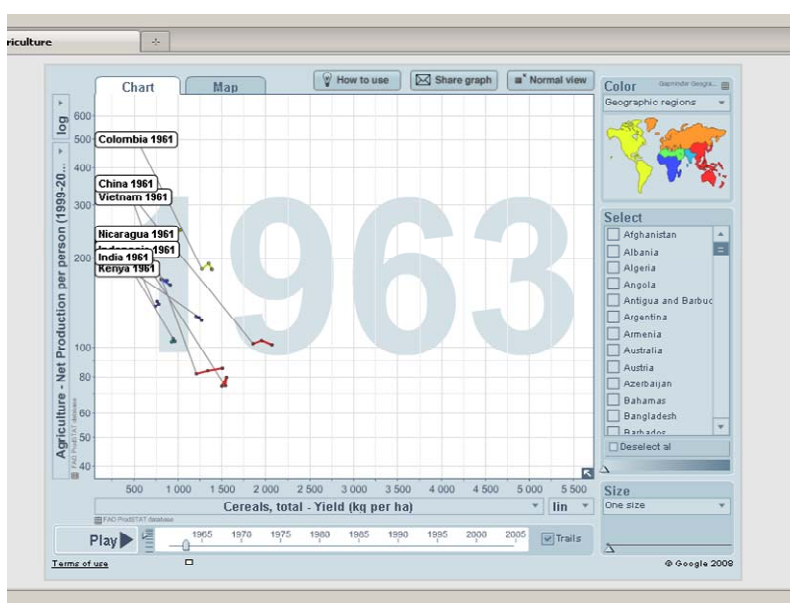 riculture
Chart
Map
How to use
Share graph
Normal view
Color
Geographic regions
log
Agriculture - Net Production per person (1999-20...
FAO ProdSTAT database
600
500
400
300
200
100
80
60
50
40
1963
Colombia 1961
China 1961
Vietnam 1961
Nicaragua 1961
1961
India 1961
Kenya 1961
500 1 000 1 500 2 000 2 500 3 000 3 500 4 000 4 500 5 000 5 500
Cereals, total - Yield (kg per ha)
lin
FAO ProdSTAT database
Select
Afghanistan
Albania
Algeria
Angola
Antigua and Barbuc
Argentina
Armenia
Australia
Austria
Azerbaijan
Bahamas
Bangladesh
Barbados
Deselect al
Size
One size
Play
1965 1970 1975 1980 1985 1990 1995 2000 2005
Trails
Terms of use
© Google 2009